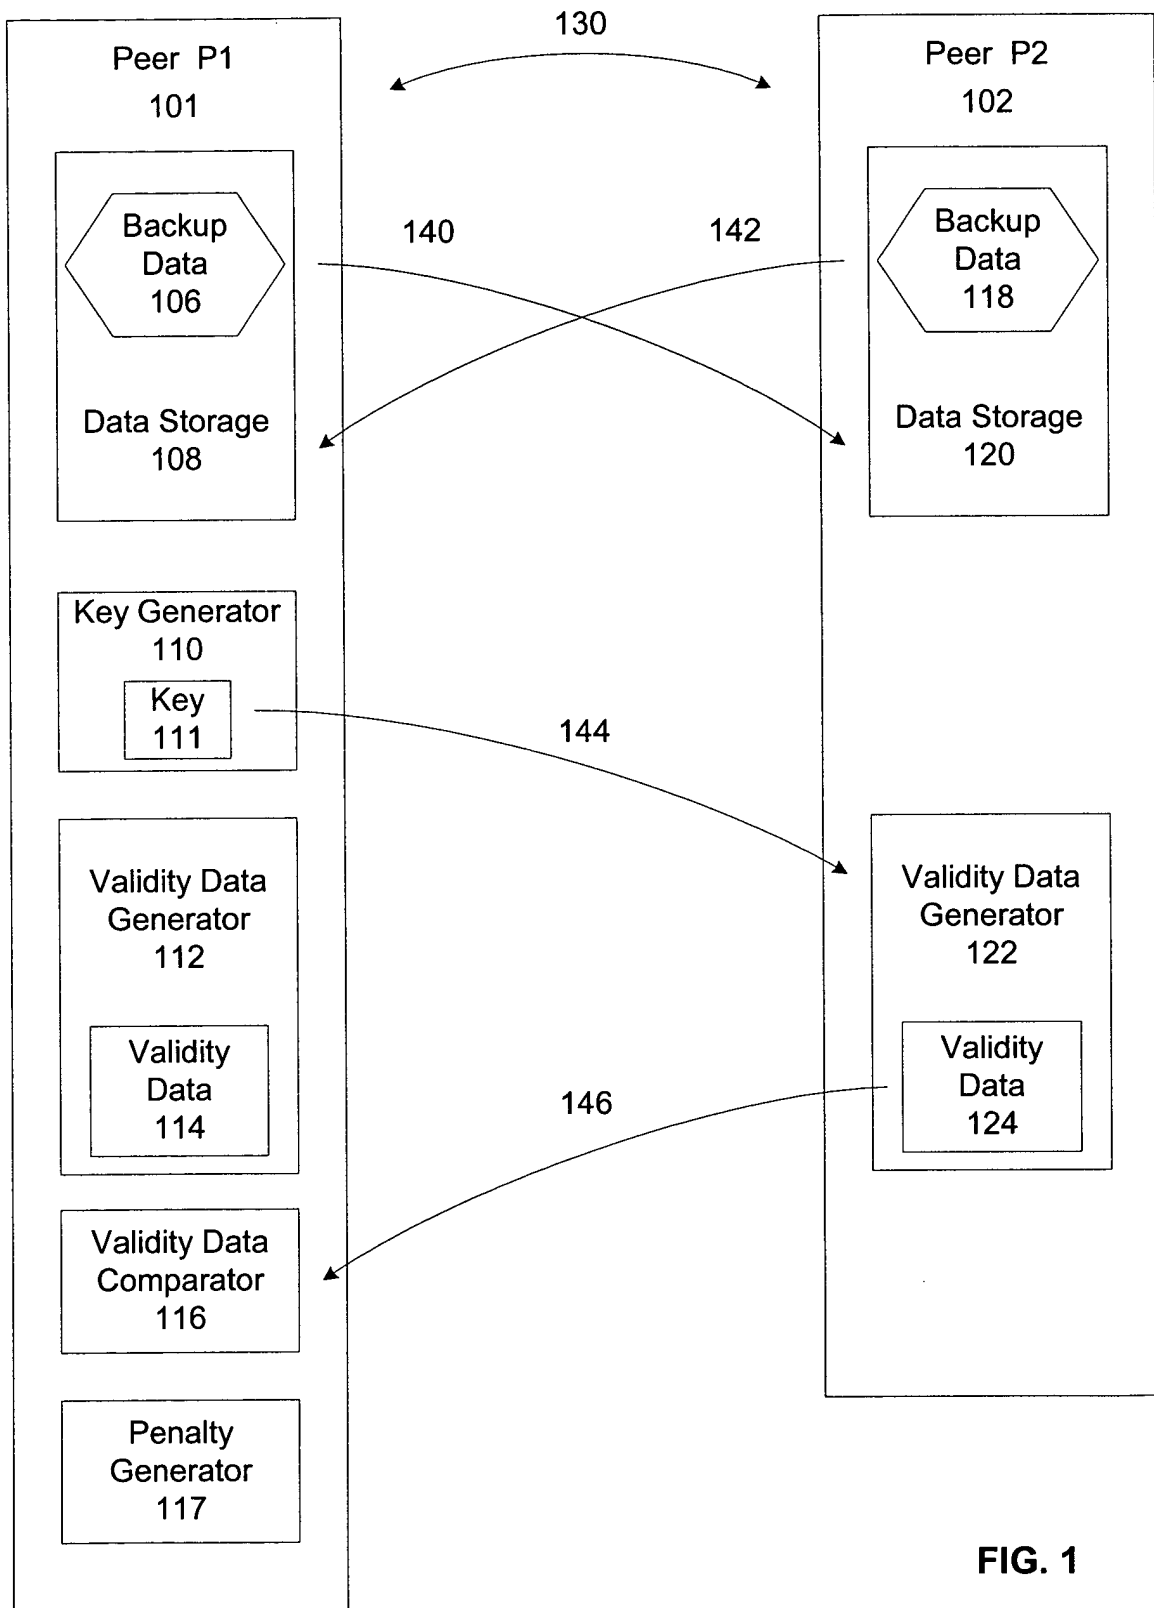 130
Peer P1
101
Peer P2
102
Backup
Data
106
140
142
Backup
Data
118
Data Storage
108
Data Storage
120
Key Generator
110
Key
111
144
Validity Data
Generator
112
Validity Data
Generator
122
Validity
Data
114
146
Validity
Data
124
Validity Data
Comparator
116
Penalty
Generator
117
FIG. 1